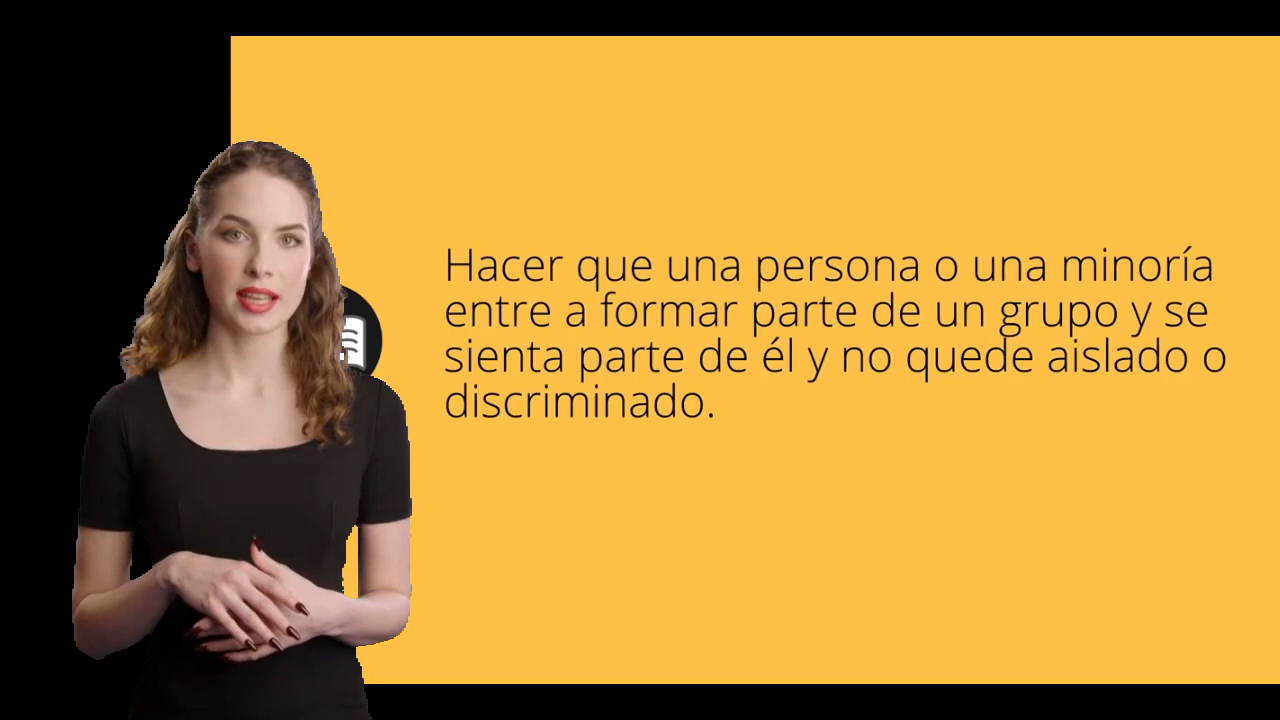 Hacer que una persona o una minoría
entre a formar parte de un grupo y se
sienta parte de él y no quede aislado o
discriminado.